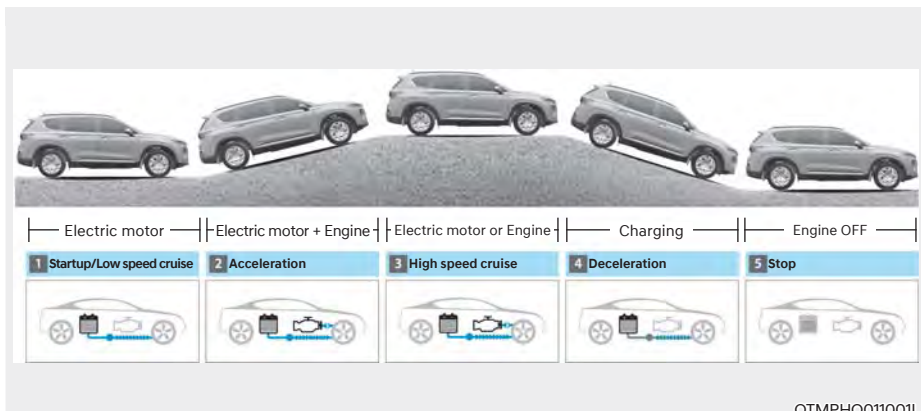 Electric motor
Electric motor + Engine
Electric motor or Engine
Charging
Engine OFF
1 Startup/Low speed cruise
2 Acceleration
3 High speed cruise
4 Deceleration
5 Stop